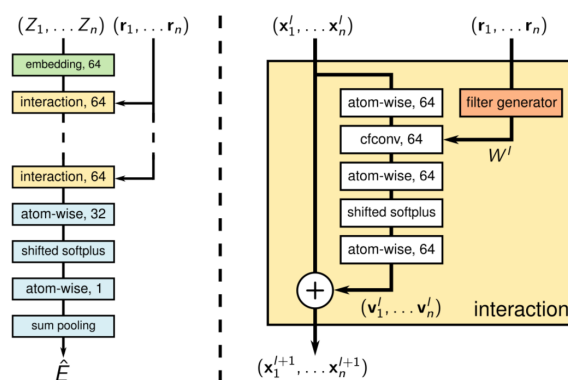 (Z₁, ... Zₙ) (r₁, ... rₙ)
embedding, 64
interaction, 64
interaction, 64
atom-wise, 32
shifted softplus
atom-wise, 1
sum pooling
Ê
(x₁ˡ, ... xₙˡ) (r₁, ... rₙ)
atom-wise, 64
filter generator
cfconv, 64
Wˡ
atom-wise, 64
shifted softplus
atom-wise, 64
+
(v₁ˡ, ... vₙˡ)
interaction
(x₁ˡ⁺¹, ... xₙˡ⁺¹)